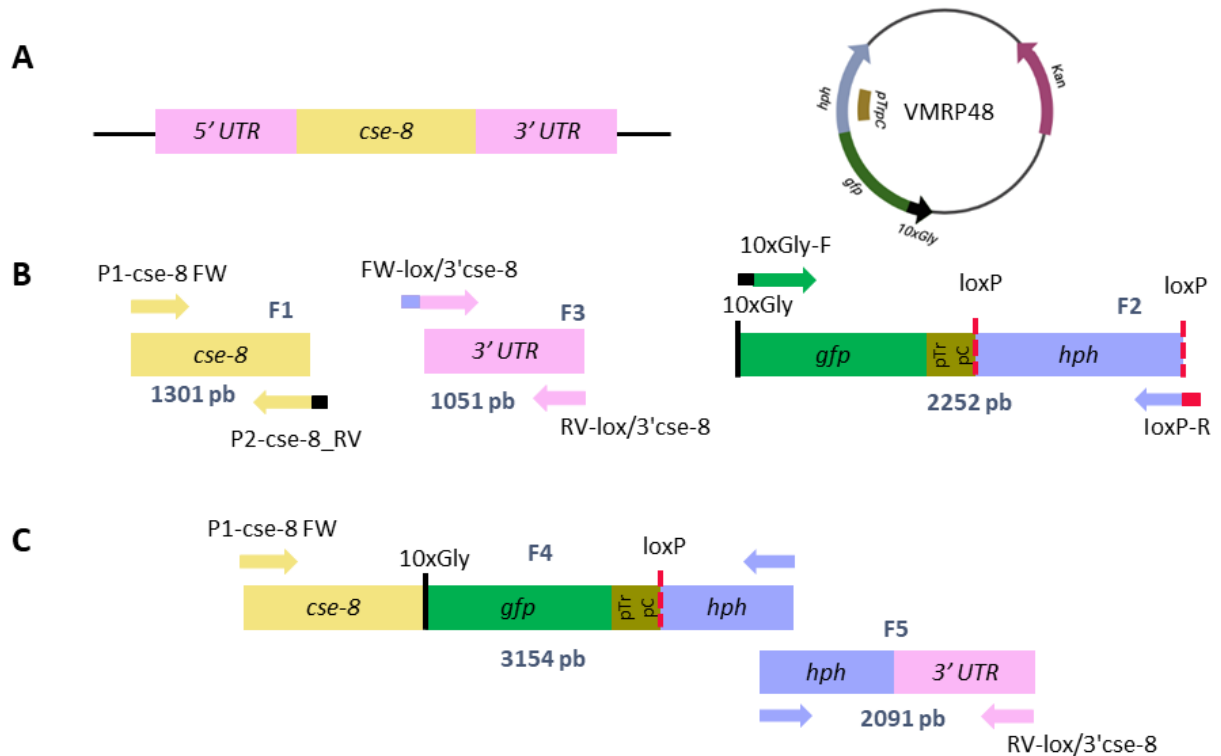 A
5’ UTR
cse-8
3’ UTR
hph
pTrpC
VMRP48
Kan
gfp
10xGly
B
P1-cse-8 FW
F1
cse-8
1301 pb
P2-cse-8_RV
FW-lox/3'cse-8
F3
3’ UTR
1051 pb
RV-lox/3'cse-8
10xGly-F
10xGly
loxP
loxP
F2
gfp
pTr
pC
hph
2252 pb
loxP-R
C
P1-cse-8 FW
10xGly
F4
loxP
cse-8
gfp
pTr
pC
hph
3154 pb
F5
hph
3’ UTR
2091 pb
RV-lox/3'cse-8